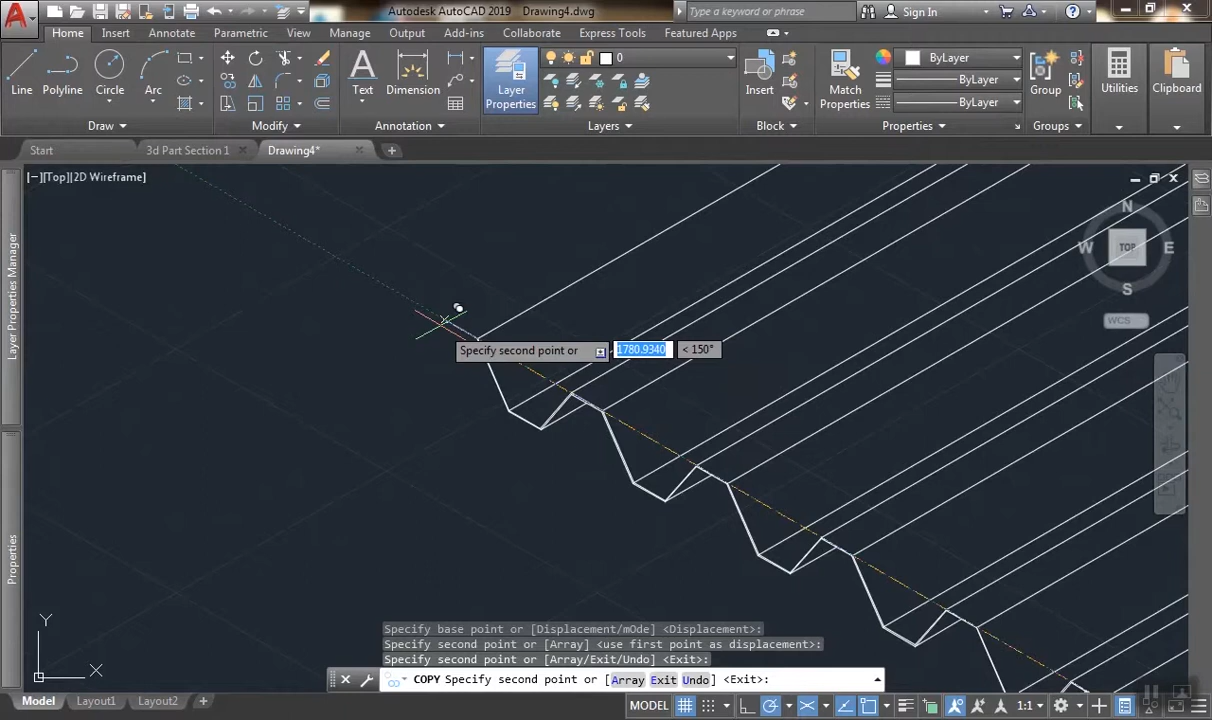 Autodesk AutoCAD 2019 Drawing4.dwg
Type a keyword or phrase
Sign In
Home Insert Annotate Parametric View Manage Output Add-ins Collaborate Express Tools Featured Apps
0
ByLayer
ByLayer
ByLayer
Line Polyline Circle Arc Text Dimension Layer Properties Insert Match Properties Group Utilities Clipboard
Draw Modify Annotation Layers Block Properties Groups
Start 3d Part Section 1 Drawing4*
[−][Top][2D Wireframe]
N
W TOP E
S
WCS
Layer Properties Manager
Properties
Specify second point or 1780.9340 < 150°
Y
X
Specify base point or [Displacement/mOde] <Displacement>:
Specify second point or [Array] <use first point as displacement>:
Specify second point or [Array/Exit/Undo] <Exit>:
COPY Specify second point or [Array Exit Undo] <Exit>:
Model Layout1 Layout2 + MODEL 1:1